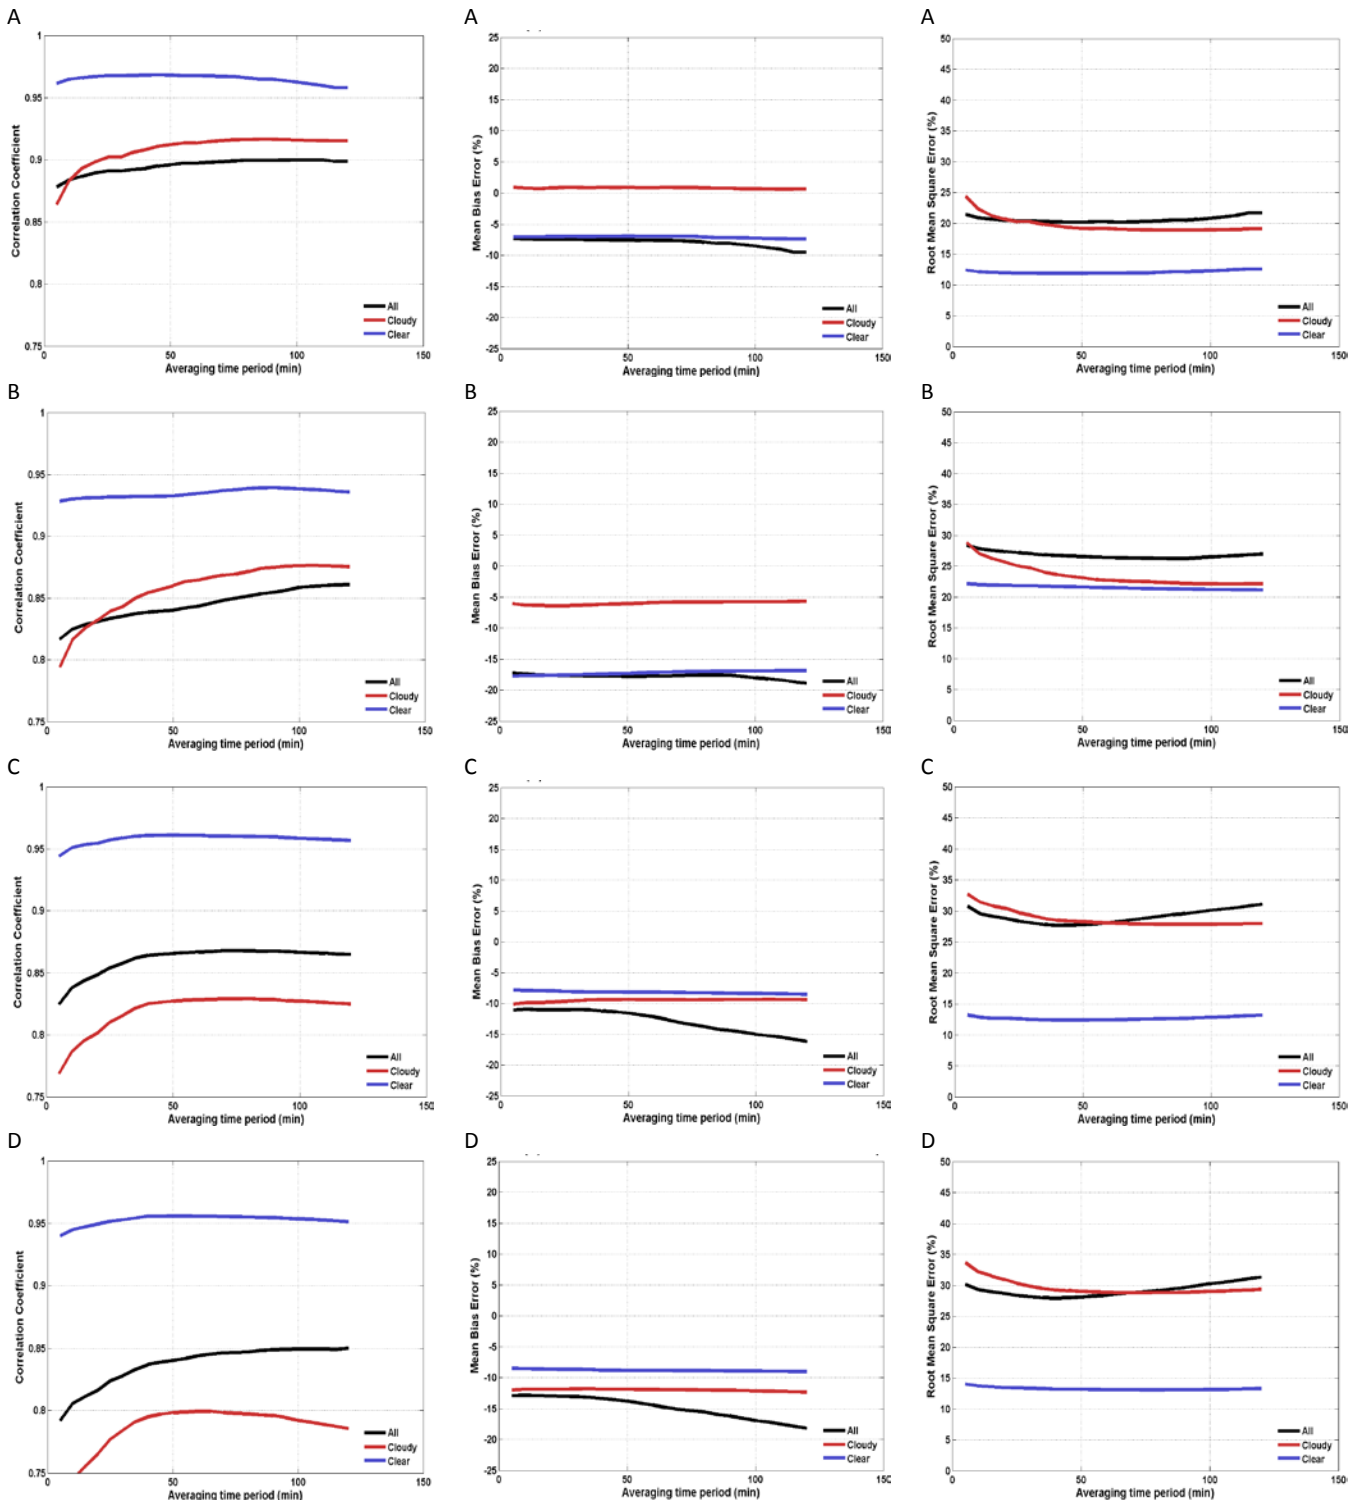 A
A
A
1
0.95
0.9
0.85
0.8
0.75
0
50
100
150
Correlation Coefficient
Averaging time period (min)
All
Cloudy
Clear
25
20
15
10
5
0
-5
-10
-15
-20
-25
0
50
100
150
Mean Bias Error (%)
Averaging time period (min)
All
Cloudy
Clear
50
45
40
35
30
25
20
15
10
5
0
0
50
100
150
Root Mean Square Error (%)
Averaging time period (min)
All
Cloudy
Clear
B
B
B
1
0.95
0.9
0.85
0.8
0.75
0
50
100
150
Correlation Coefficient
Averaging time period (min)
All
Cloudy
Clear
25
20
15
10
5
0
-5
-10
-15
-20
-25
0
50
100
150
Mean Bias Error (%)
Averaging time period (min)
All
Cloudy
Clear
50
45
40
35
30
25
20
15
10
5
0
0
50
100
150
Root Mean Square Error (%)
Averaging time period (min)
All
Cloudy
Clear
C
C
C
1
0.95
0.9
0.85
0.8
0.75
0
50
100
150
Correlation Coefficient
Averaging time period (min)
All
Cloudy
Clear
25
20
15
10
5
0
-5
-10
-15
-20
-25
0
50
100
150
Mean Bias Error (%)
Averaging time period (min)
All
Cloudy
Clear
50
45
40
35
30
25
20
15
10
5
0
0
50
100
150
Root Mean Square Error (%)
Averaging time period (min)
All
Cloudy
Clear
D
D
D
1
0.95
0.9
0.85
0.8
0.75
0
50
100
150
Correlation Coefficient
Averaging time period (min)
All
Cloudy
Clear
25
20
15
10
5
0
-5
-10
-15
-20
-25
0
50
100
150
Mean Bias Error (%)
Averaging time period (min)
All
Cloudy
Clear
50
45
40
35
30
25
20
15
10
5
0
0
50
100
150
Root Mean Square Error (%)
Averaging time period (min)
All
Cloudy
Clear